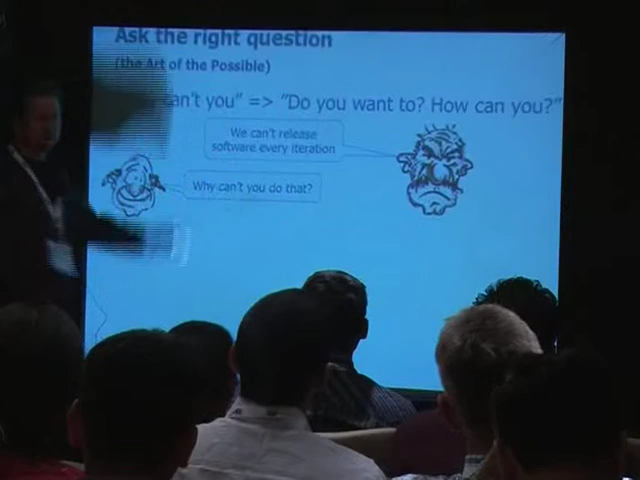 Ask the right question
(the Art of the Possible)
can't you" => "Do you want to? How can you?"
We can't release
software every iteration
Why can't you do that?